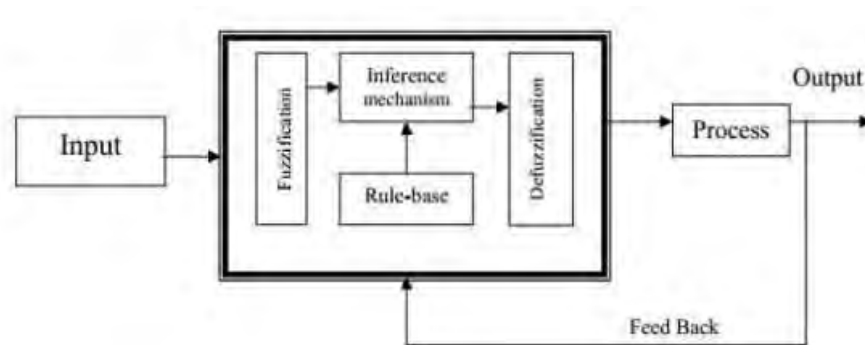 Input
Fuzzification
Inference
mechanism
Rule-base
Defuzzification
Process
Output
Feed Back